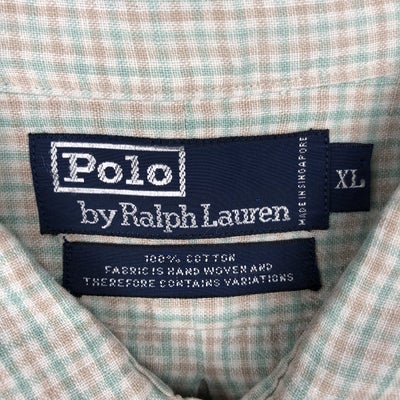 Polo
by Ralph Lauren
MADE IN SINGAPORE
XL
100% COTTON
FABRIC IS HAND WOVEN AND
THEREFORE CONTAINS VARIATIONS